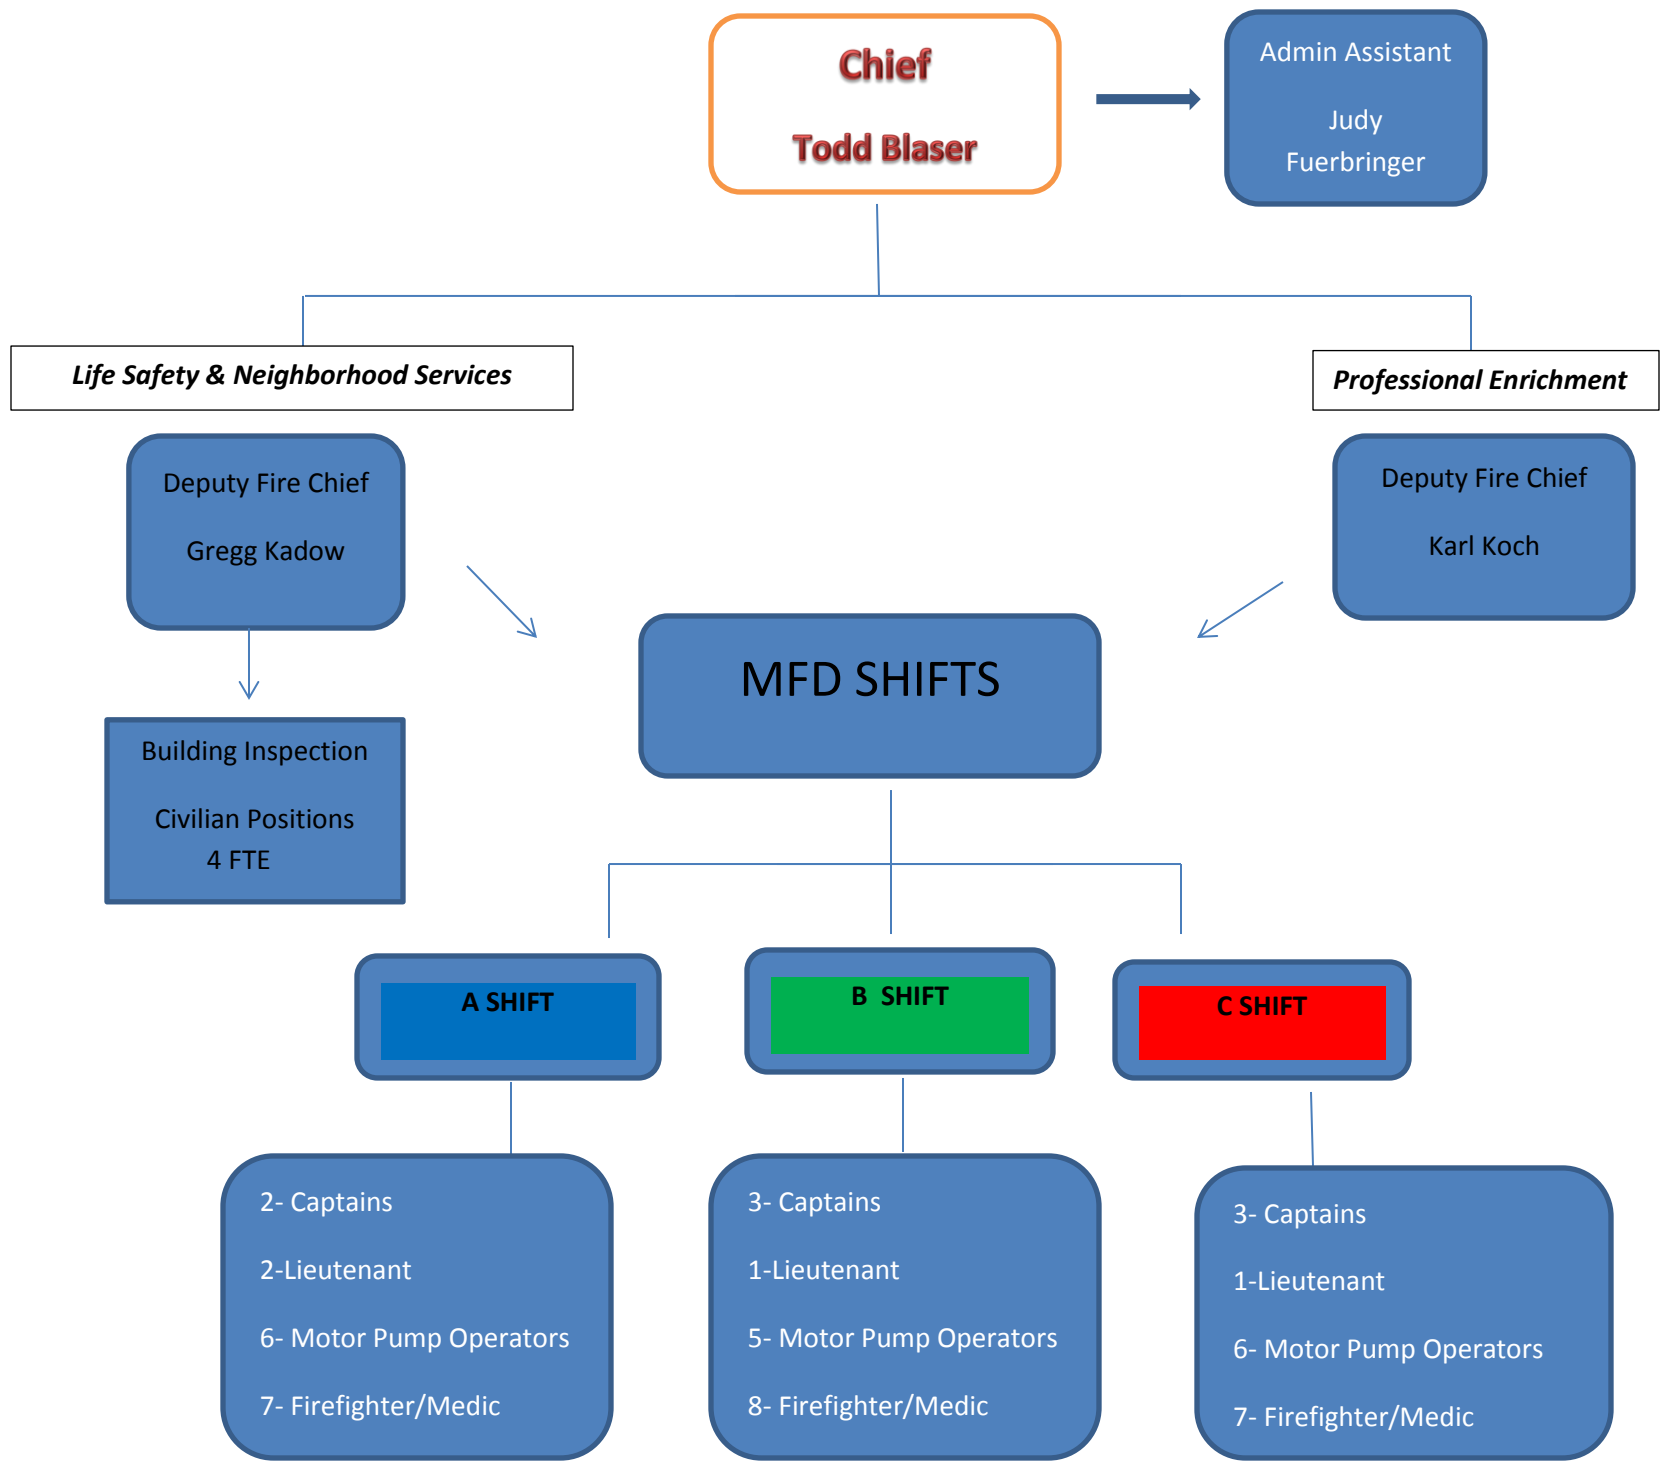 Chief
Todd Blaser
Admin Assistant
Judy
Fuerbringer
Life Safety & Neighborhood Services
Professional Enrichment
Deputy Fire Chief
Gregg Kadow
Deputy Fire Chief
Karl Koch
MFD SHIFTS
Building Inspection
Civilian Positions
4 FTE
A SHIFT
B  SHIFT
C SHIFT
2- Captains
2-Lieutenant
6- Motor Pump Operators
7- Firefighter/Medic
3- Captains
1-Lieutenant
5- Motor Pump Operators
8- Firefighter/Medic
3- Captains
1-Lieutenant
6- Motor Pump Operators
7- Firefighter/Medic